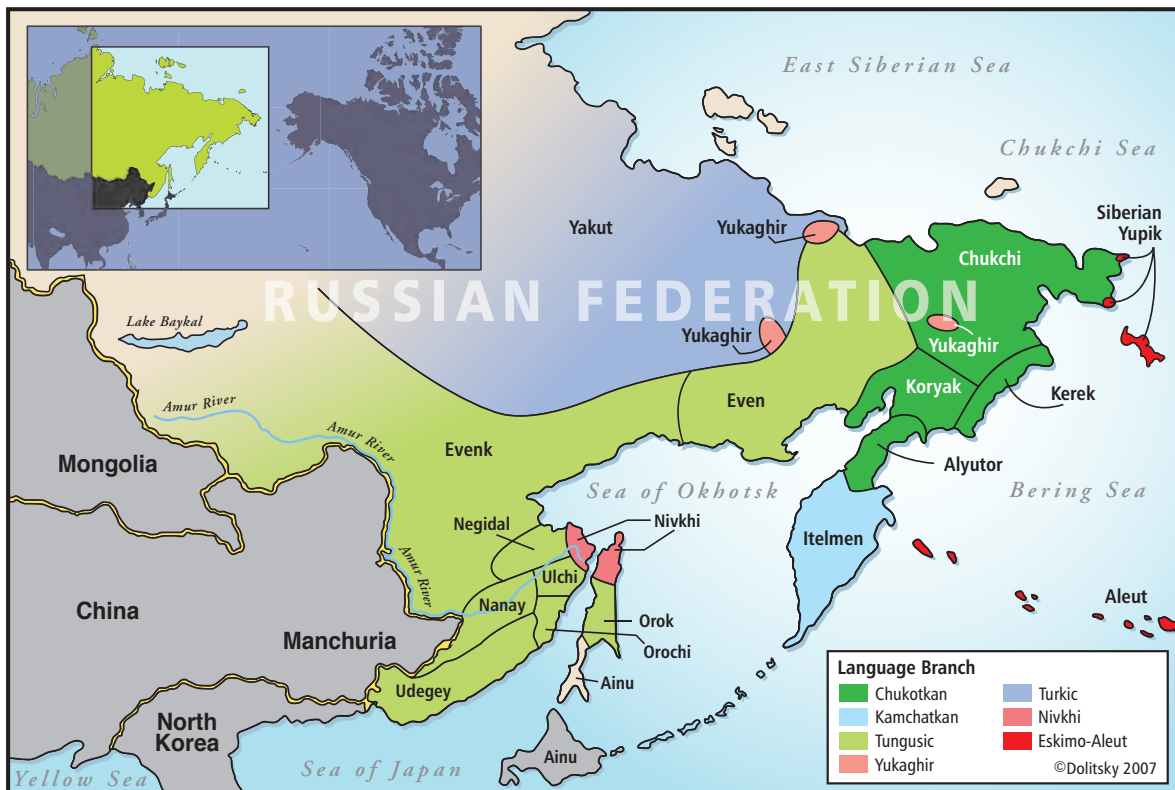 East Siberian Sea
Chukchi Sea
Siberian
Yupik
Yakut
Yukaghir
Chukchi
RUSSIAN FEDERATION
Lake Baykal
Yukaghir
Yukaghir
Koryak
Kerek
Even
Amur River
Amur River
Evenk
Mongolia
Alyutor
Sea of Okhotsk
Bering Sea
Negidal
Nivkhi
Itelmen
Amur River
Ulchi
Nanay
China
Aleut
Manchuria
Orok
Orochi
Udegey
Ainu
North
Korea
Ainu
Sea of Japan
Yellow Sea
Language Branch
Chukotkan
Kamchatkan
Tungusic
Yukaghir
Turkic
Nivkhi
Eskimo-Aleut
©Dolitsky 2007